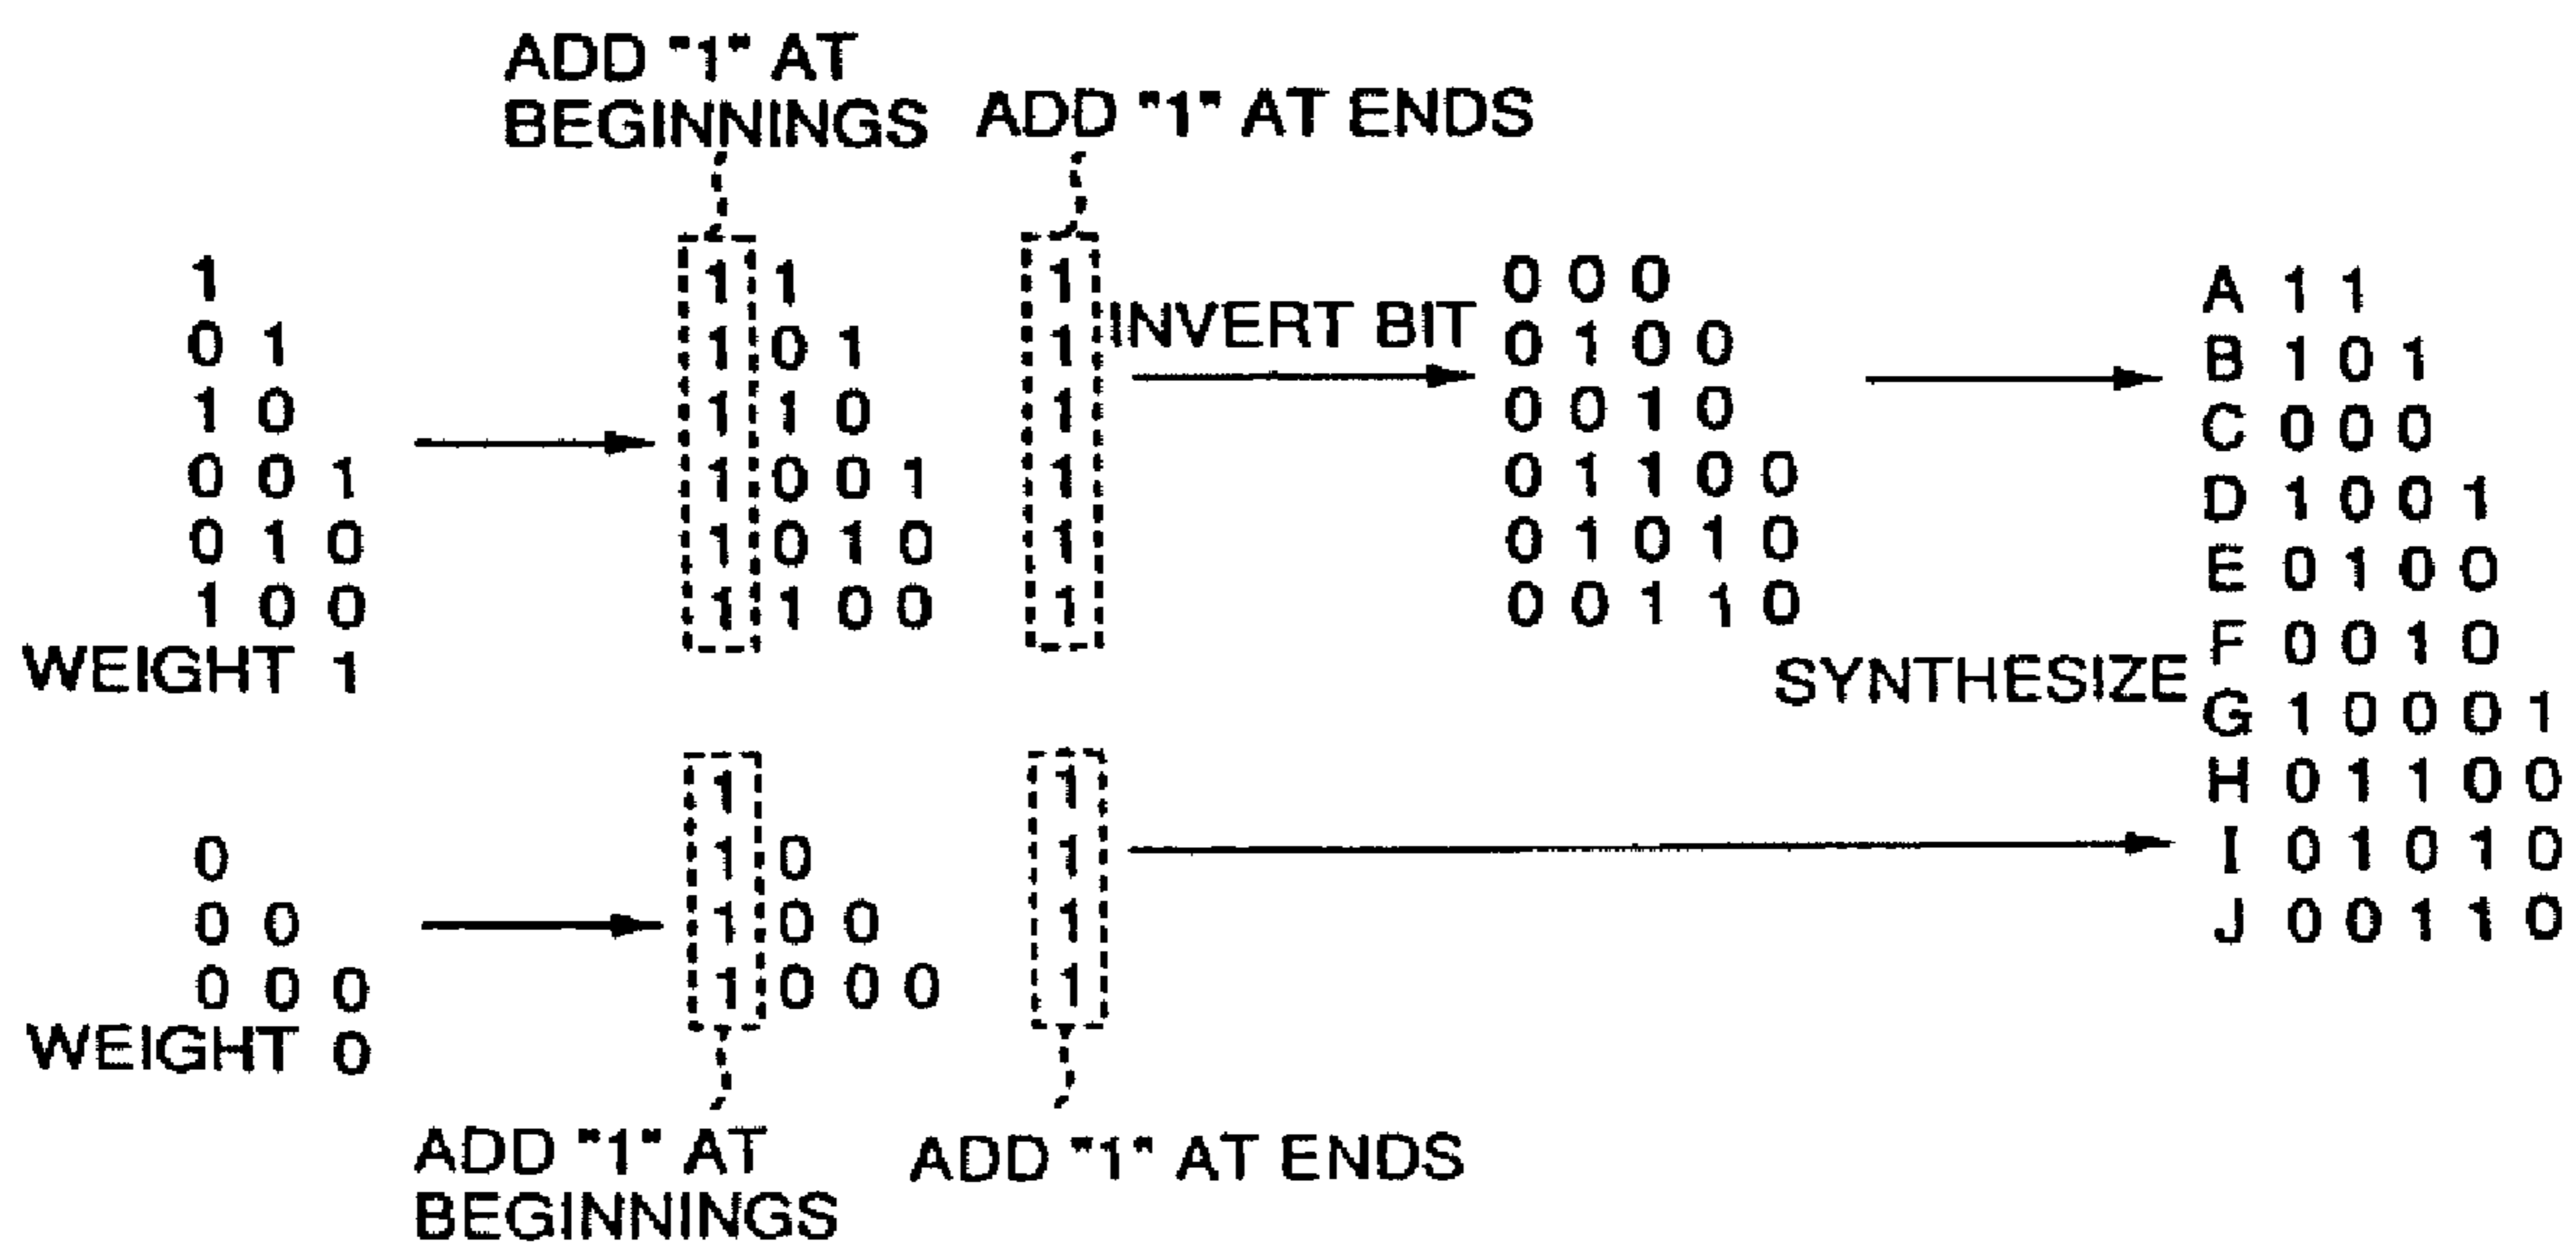 ADD "1" AT
BEGINNINGS
ADD "1" AT ENDS
1
0 1
1 0
0 0 1
0 1 0
1 0 0
WEIGHT 1
1 1 1
1 0 1 1
1 1 0 1
1 0 0 1 1
1 0 1 0 1
1 1 0 0 1
INVERT BIT
0 0 0
0 1 0 0
0 0 1 0
0 1 1 0 0
0 1 0 1 0
0 0 1 1 0
0
0 0
0 0 0
WEIGHT 0
1 1
1 0 1
1 0 0 1
1 0 0 0 1
ADD "1" AT
BEGINNINGS
ADD "1" AT ENDS
SYNTHESIZE
A 1 1
B 1 0 1
C 0 0 0
D 1 0 0 1
E 0 1 0 0
F 0 0 1 0
G 1 0 0 0 1
H 0 1 1 0 0
I 0 1 0 1 0
J 0 0 1 1 0